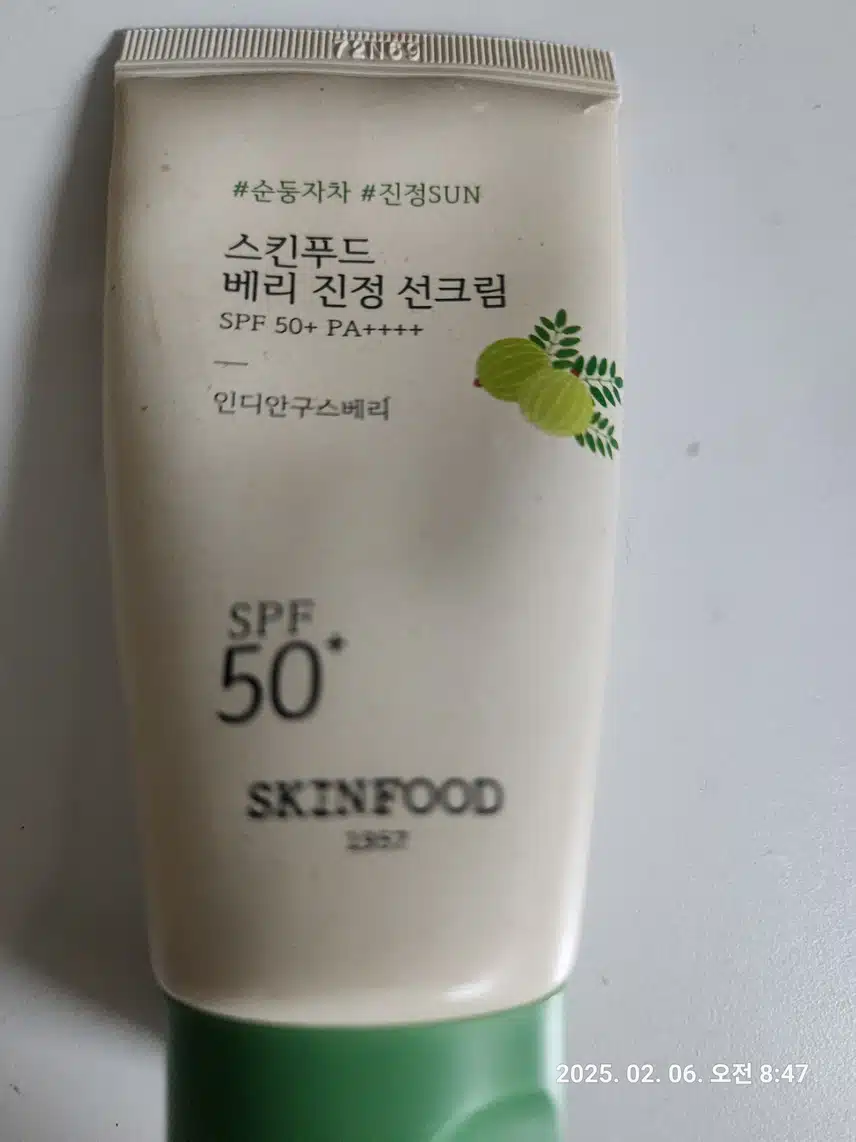 72N69
#순둥자차 #진정SUN
스킨푸드
베리 진정 선크림
SPF 50+ PA++++
인디안구스베리
SPF
50+
SKINFOOD
1957
2025. 02. 06. 오전 8:47